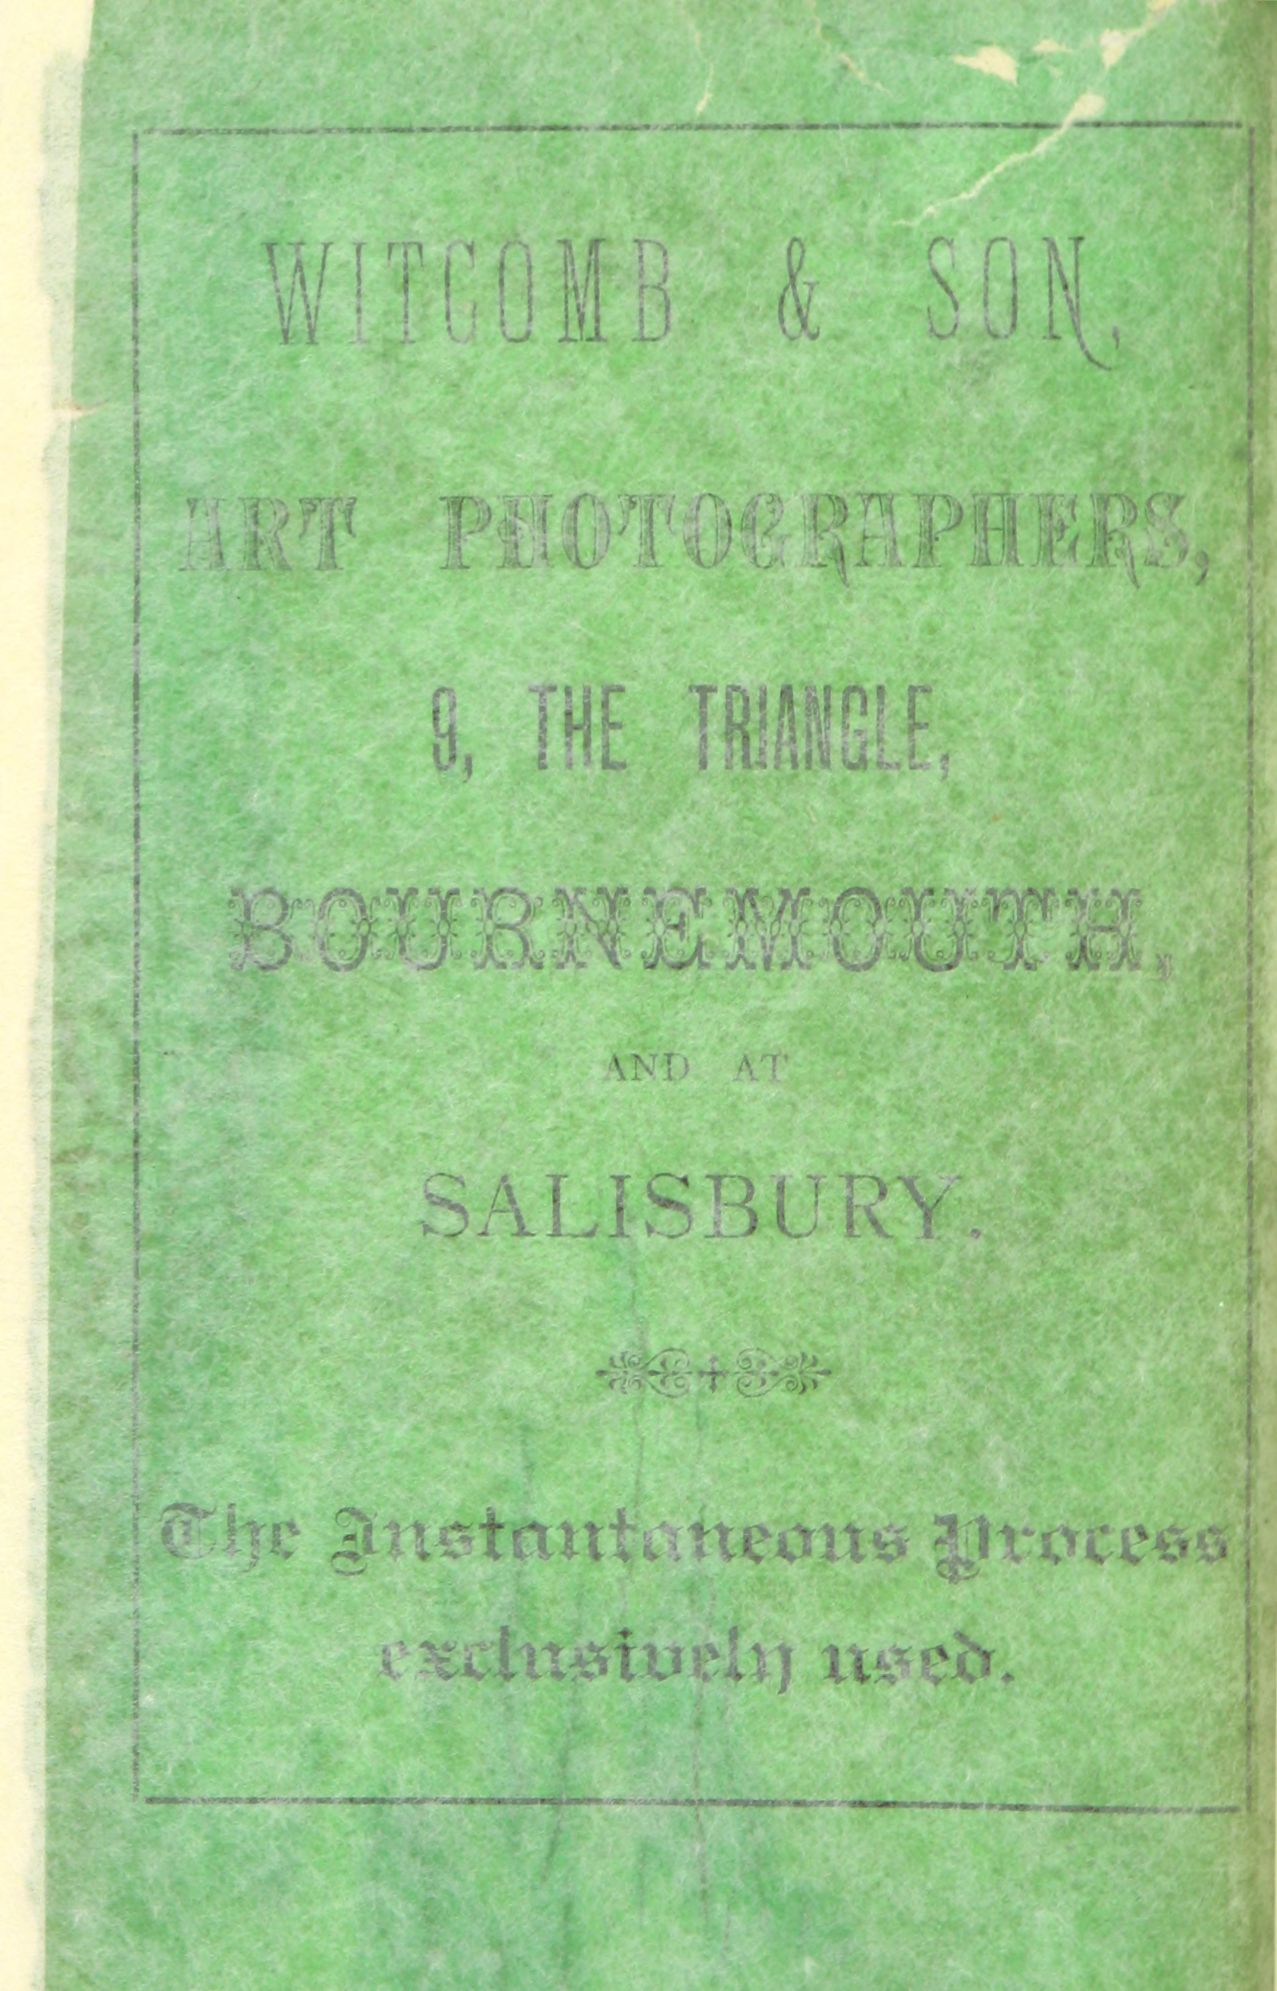 WITCOMB & SON,
ART PHOTOGRAPHERS,
9, THE TRIANGLE,
BOURNEMOUTH,
AND AT
SALISBURY.
The Instantaneous Process
exclusively used.